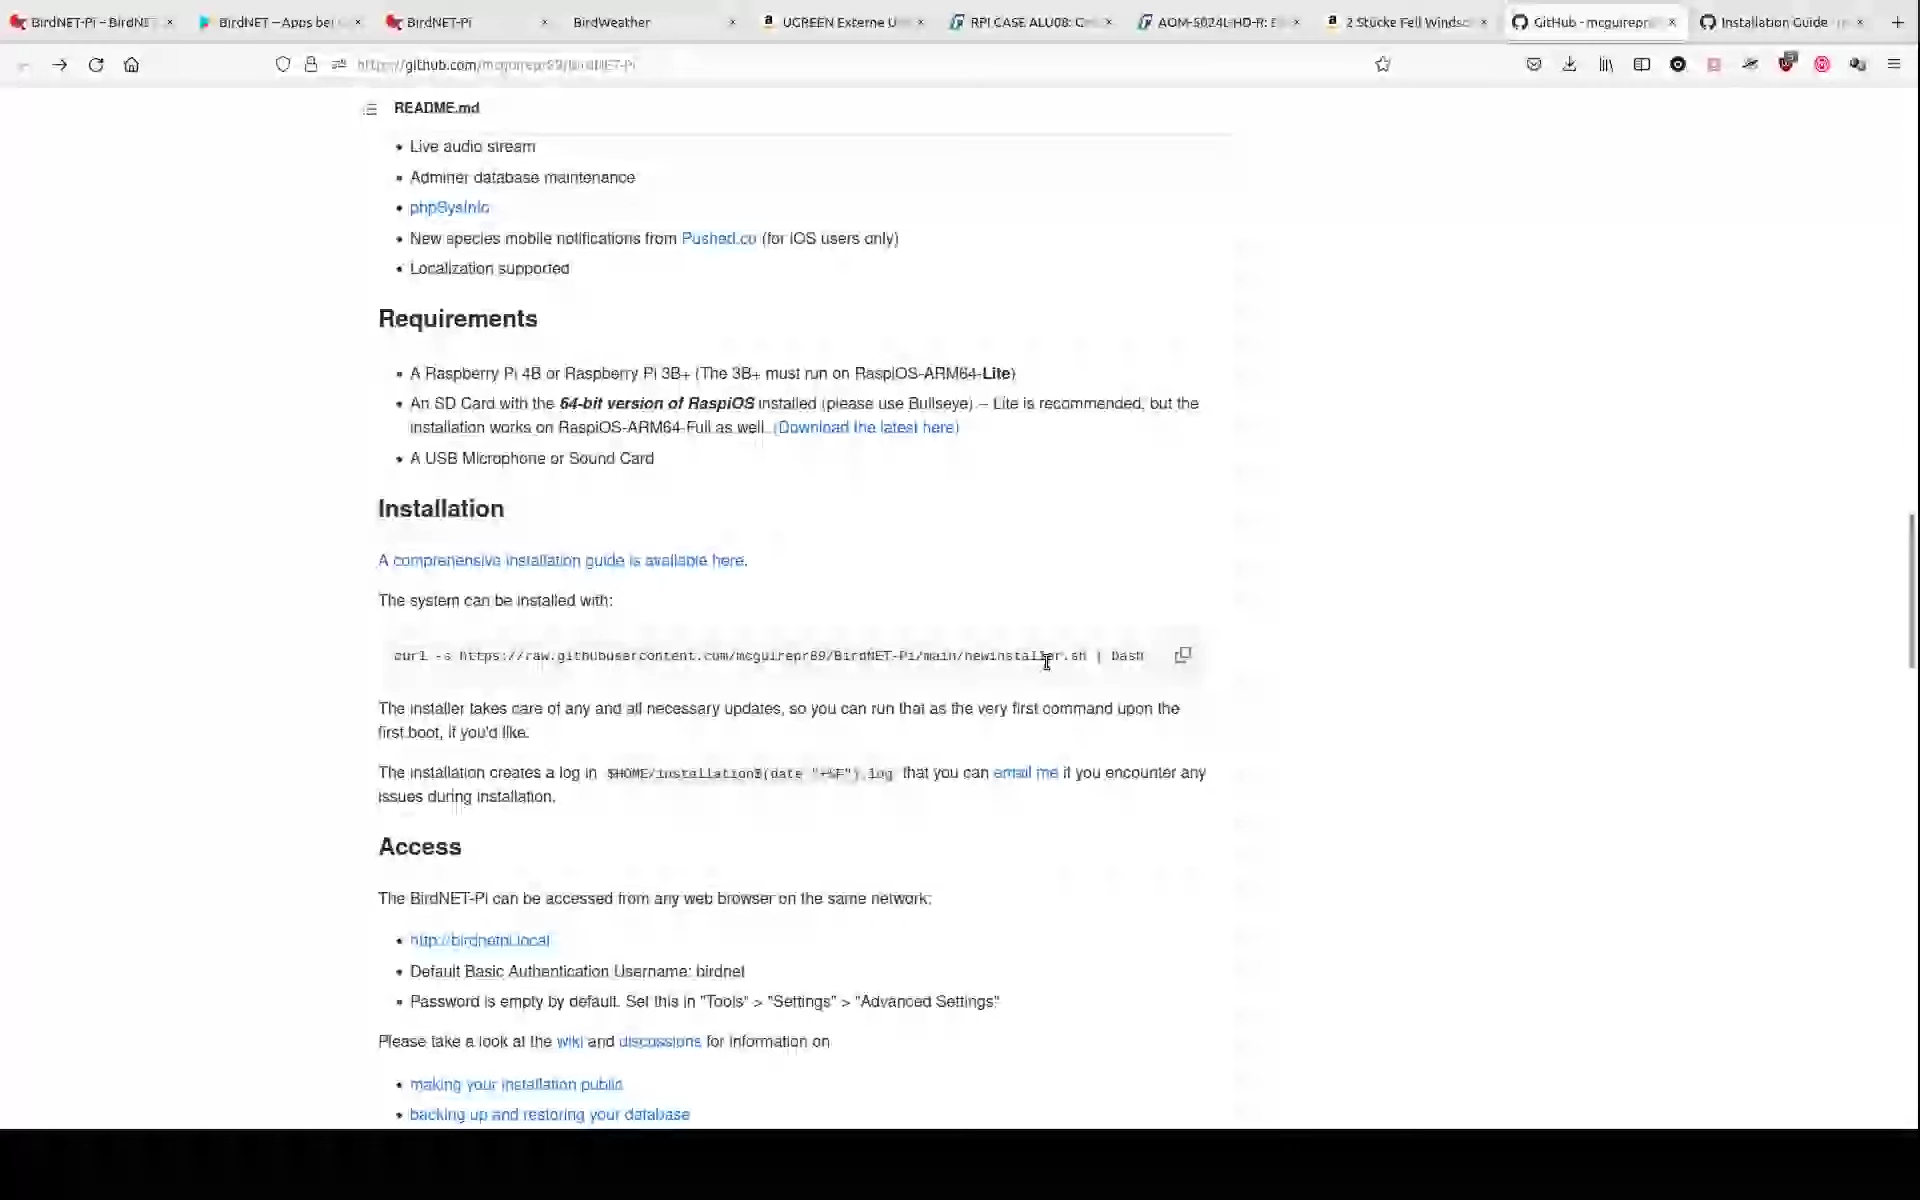 BirdNET-Pi – BirdNE
BirdNET – Apps bei
BirdNET-Pi
BirdWeather
UGREEN Externe U
RPI CASE ALU08: G
AOM-5024L-HD-R: E
2 Stücke Fell Windsc
GitHub - mcguirepr
Installation Guide
https://github.com/mcguirepr89/BirdNET-Pi
README.md
• Live audio stream
• Adminer database maintenance
• phpSysInfo
• New species mobile notifications from Pushed.co (for iOS users only)
• Localization supported
Requirements
• A Raspberry Pi 4B or Raspberry Pi 3B+ (The 3B+ must run on RaspiOS-ARM64-Lite)
• An SD Card with the 64-bit version of RaspiOS installed (please use Bullseye) – Lite is recommended, but the
installation works on RaspiOS-ARM64-Full as well. (Download the latest here)
• A USB Microphone or Sound Card
Installation
A comprehensive installation guide is available here.
The system can be installed with:
curl -s https://raw.githubusercontent.com/mcguirepr89/BirdNET-Pi/main/newinstaller.sh | bash
The installer takes care of any and all necessary updates, so you can run that as the very first command upon the
first boot, if you'd like.
The installation creates a log in $HOME/installation$(date "+%F").log that you can email me if you encounter any
issues during installation.
Access
The BirdNET-Pi can be accessed from any web browser on the same network:
• http://birdnetpi.local
• Default Basic Authentication Username: birdnet
• Password is empty by default. Set this in "Tools" > "Settings" > "Advanced Settings"
Please take a look at the wiki and discussions for information on
• making your installation public
• backing up and restoring your database